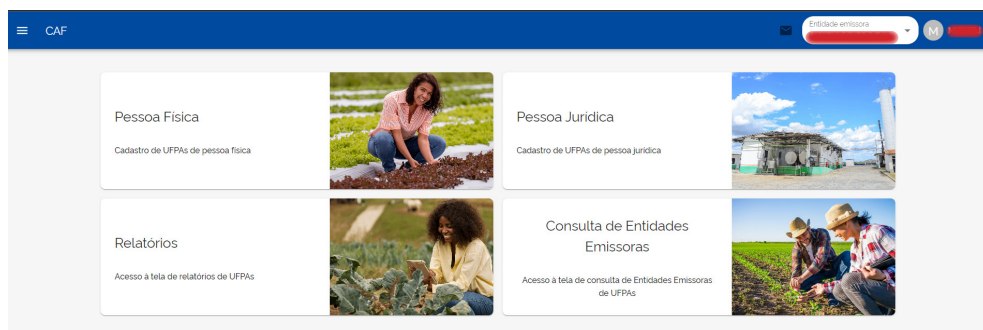 CAF
Entidade emissora
M
Pessoa Física
Cadastro de UFPAs de pessoa física
Pessoa Jurídica
Cadastro de UFPAs de pessoa jurídica
Relatórios
Acesso à tela de relatórios de UFPAs
Consulta de Entidades
Emissoras
Acesso à tela de consulta de Entidades Emissoras
de UFPAs